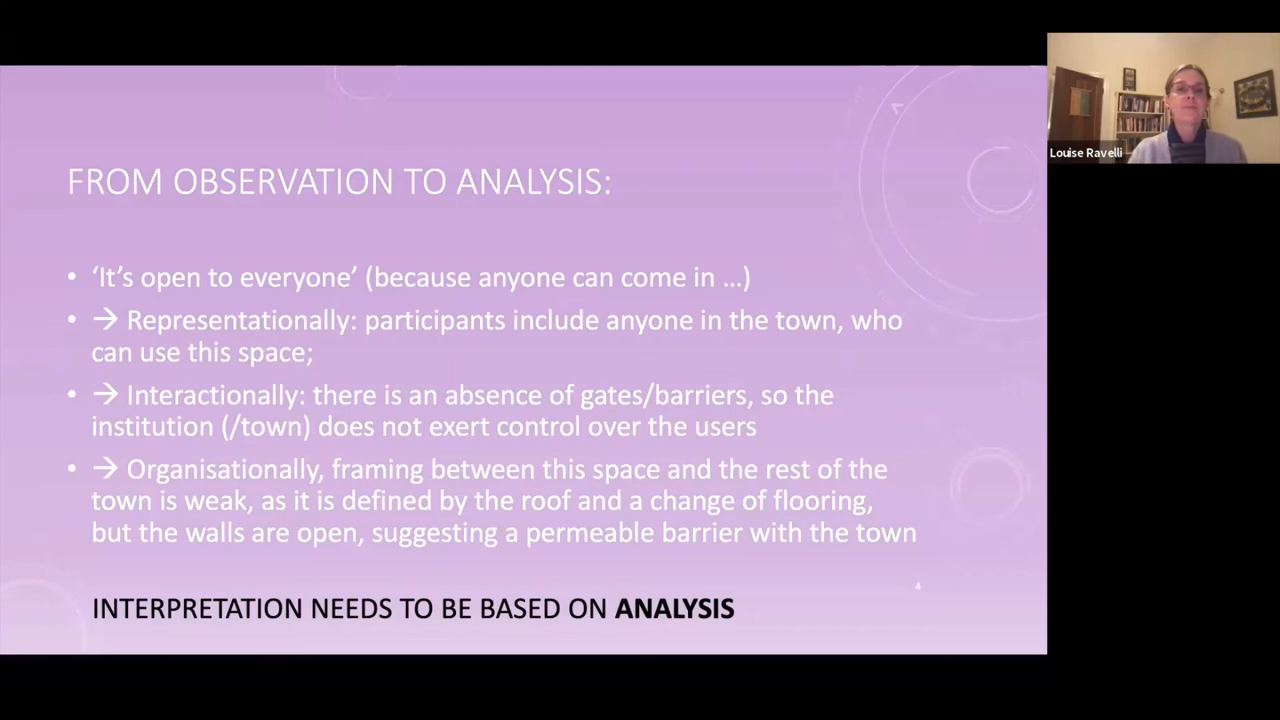 FROM OBSERVATION TO ANALYSIS:
• ‘It’s open to everyone’ (because anyone can come in …)
• → Representationally: participants include anyone in the town, who
can use this space;
• → Interactionally: there is an absence of gates/barriers, so the
institution (/town) does not exert control over the users
• → Organisationally, framing between this space and the rest of the
town is weak, as it is defined by the roof and a change of flooring,
but the walls are open, suggesting a permeable barrier with the town
4
INTERPRETATION NEEDS TO BE BASED ON ANALYSIS
Louise Ravelli